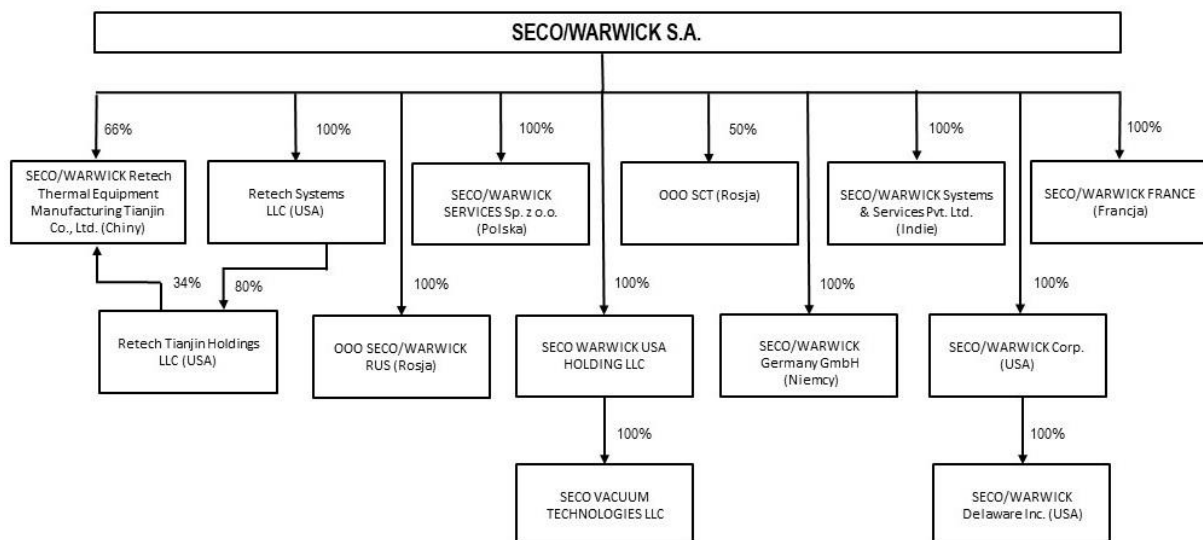 SECO/WARWICK S.A.
66%
100%
100%
50%
100%
100%
SECO/WARWICK Retech
Thermal Equipment
Manufacturing Tianjin
Co., Ltd. (Chiny)
Retech Systems
LLC (USA)
SECO/WARWICK
SERVICES Sp. z o.o.
(Polska)
OOO SCT (Rosja)
SECO/WARWICK Systems
& Services Pvt. Ltd.
(Indie)
SECO/WARWICK FRANCE
(Francja)
34%
80%
100%
100%
100%
100%
Retech Tianjin Holdings
LLC (USA)
OOO SECO/WARWICK
RUS (Rosja)
SECO WARWICK USA
HOLDING LLC
SECO/WARWICK
Germany GmbH
(Niemcy)
SECO/WARWICK Corp.
(USA)
100%
100%
SECO VACUUM
TECHNOLOGIES LLC
SECO/WARWICK
Delaware Inc. (USA)